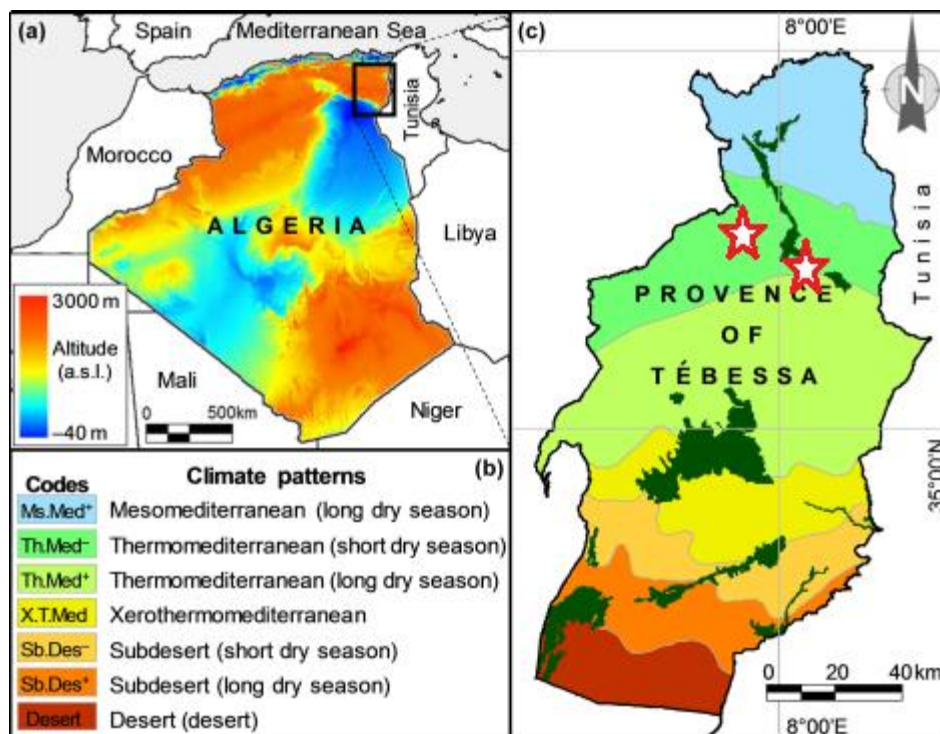 (a)
Spain
Mediterranean Sea
Morocco
Tunisia
ALGERIA
Libya
3000 m
Altitude
(a.s.l.)
–40 m
Mali
Niger
0 500km
(b)
Codes Climate patterns
Ms.Med⁺ Mesomediterranean (long dry season)
Th.Med⁻ Thermomediterranean (short dry season)
Th.Med⁺ Thermomediterranean (long dry season)
X.T.Med Xerothermomediterranean
Sb.Des⁻ Subdesert (short dry season)
Sb.Des⁺ Subdesert (long dry season)
Desert Desert (desert)
(c)
8°00'E
N
Tunisia
PROVENCE
OF
TÉBESSA
35°00'N
0 20 40 km
8°00'E